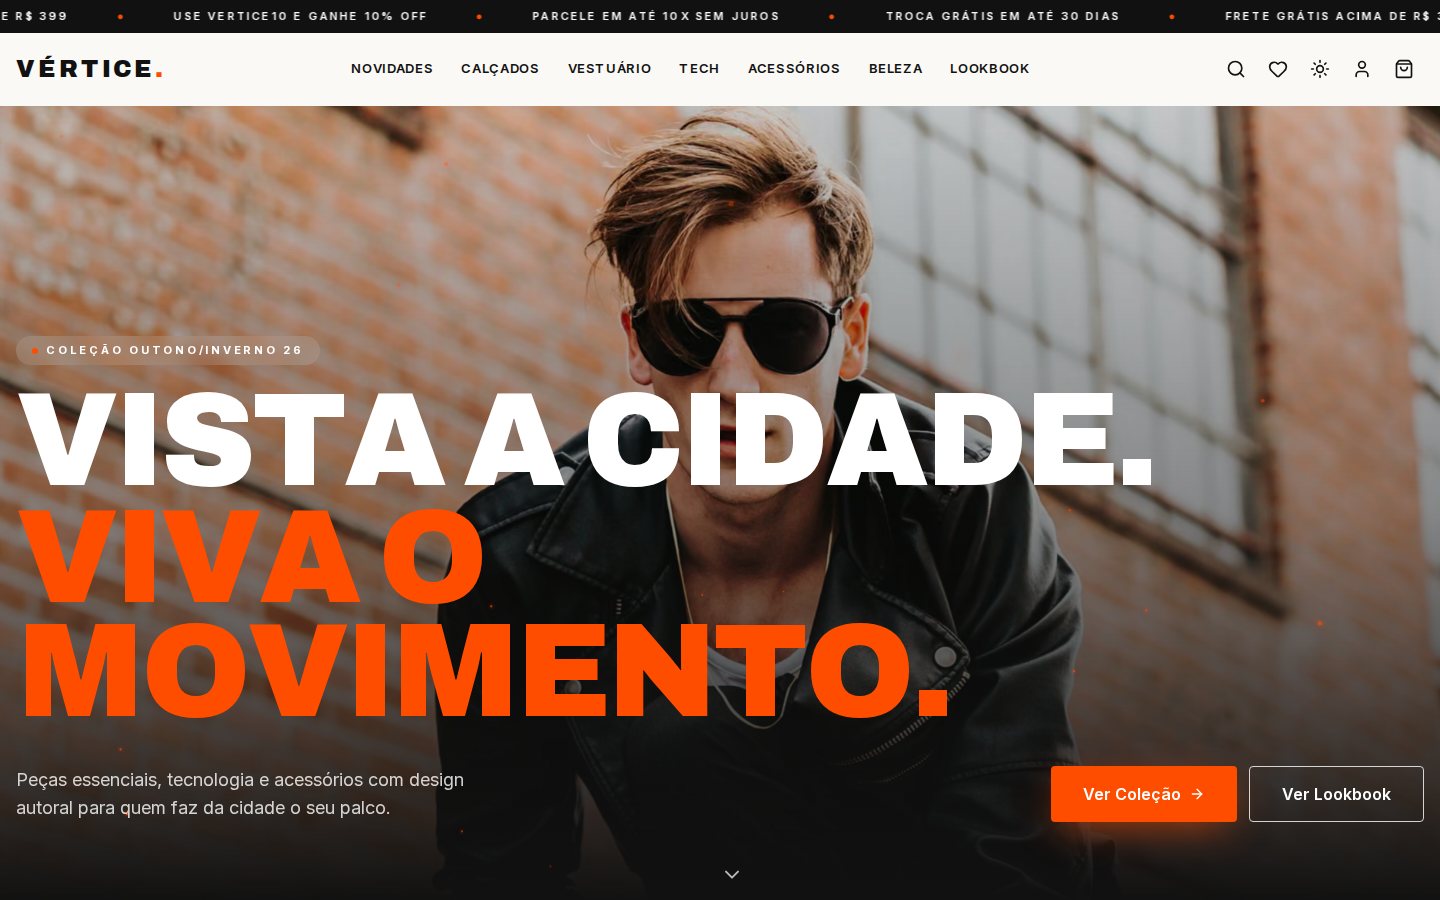 E R$ 399 • USE VERTICE10 E GANHE 10% OFF • PARCELE EM ATÉ 10X SEM JUROS • TROCA GRÁTIS EM ATÉ 30 DIAS • FRETE GRÁTIS ACIMA DE R$
VÉRTICE.
NOVIDADES CALÇADOS VESTUÁRIO TECH ACESSÓRIOS BELEZA LOOKBOOK
COLEÇÃO OUTONO/INVERNO 26
VISTA A CIDADE.
VIVA O
MOVIMENTO.
Peças essenciais, tecnologia e acessórios com design
autoral para quem faz da cidade o seu palco.
Ver Coleção → Ver Lookbook